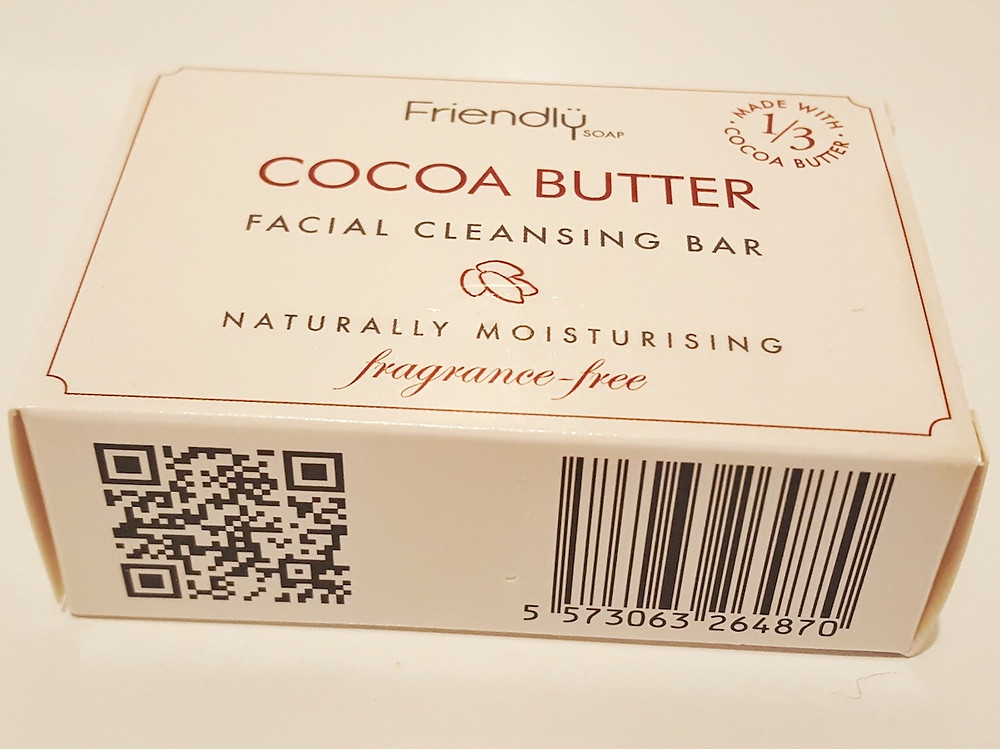 Friendlÿ
SOAP
MADE WITH
1/3
COCOA BUTTER
COCOA BUTTER
FACIAL CLEANSING BAR
NATURALLY MOISTURISING
fragrance-free
5 573063 264870